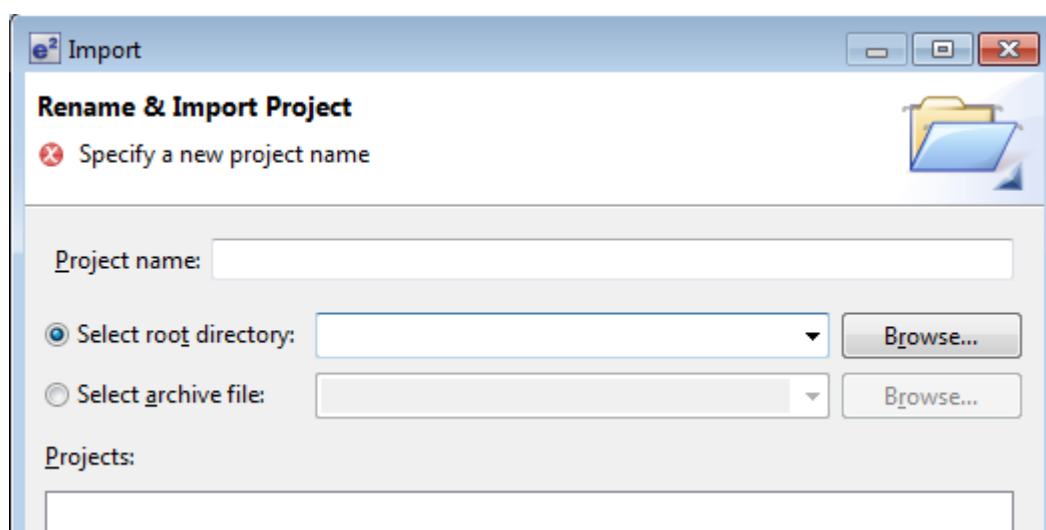 e² Import
Rename & Import Project
Specify a new project name
Project name:
Select root directory:
Browse...
Select archive file:
Browse...
Projects: